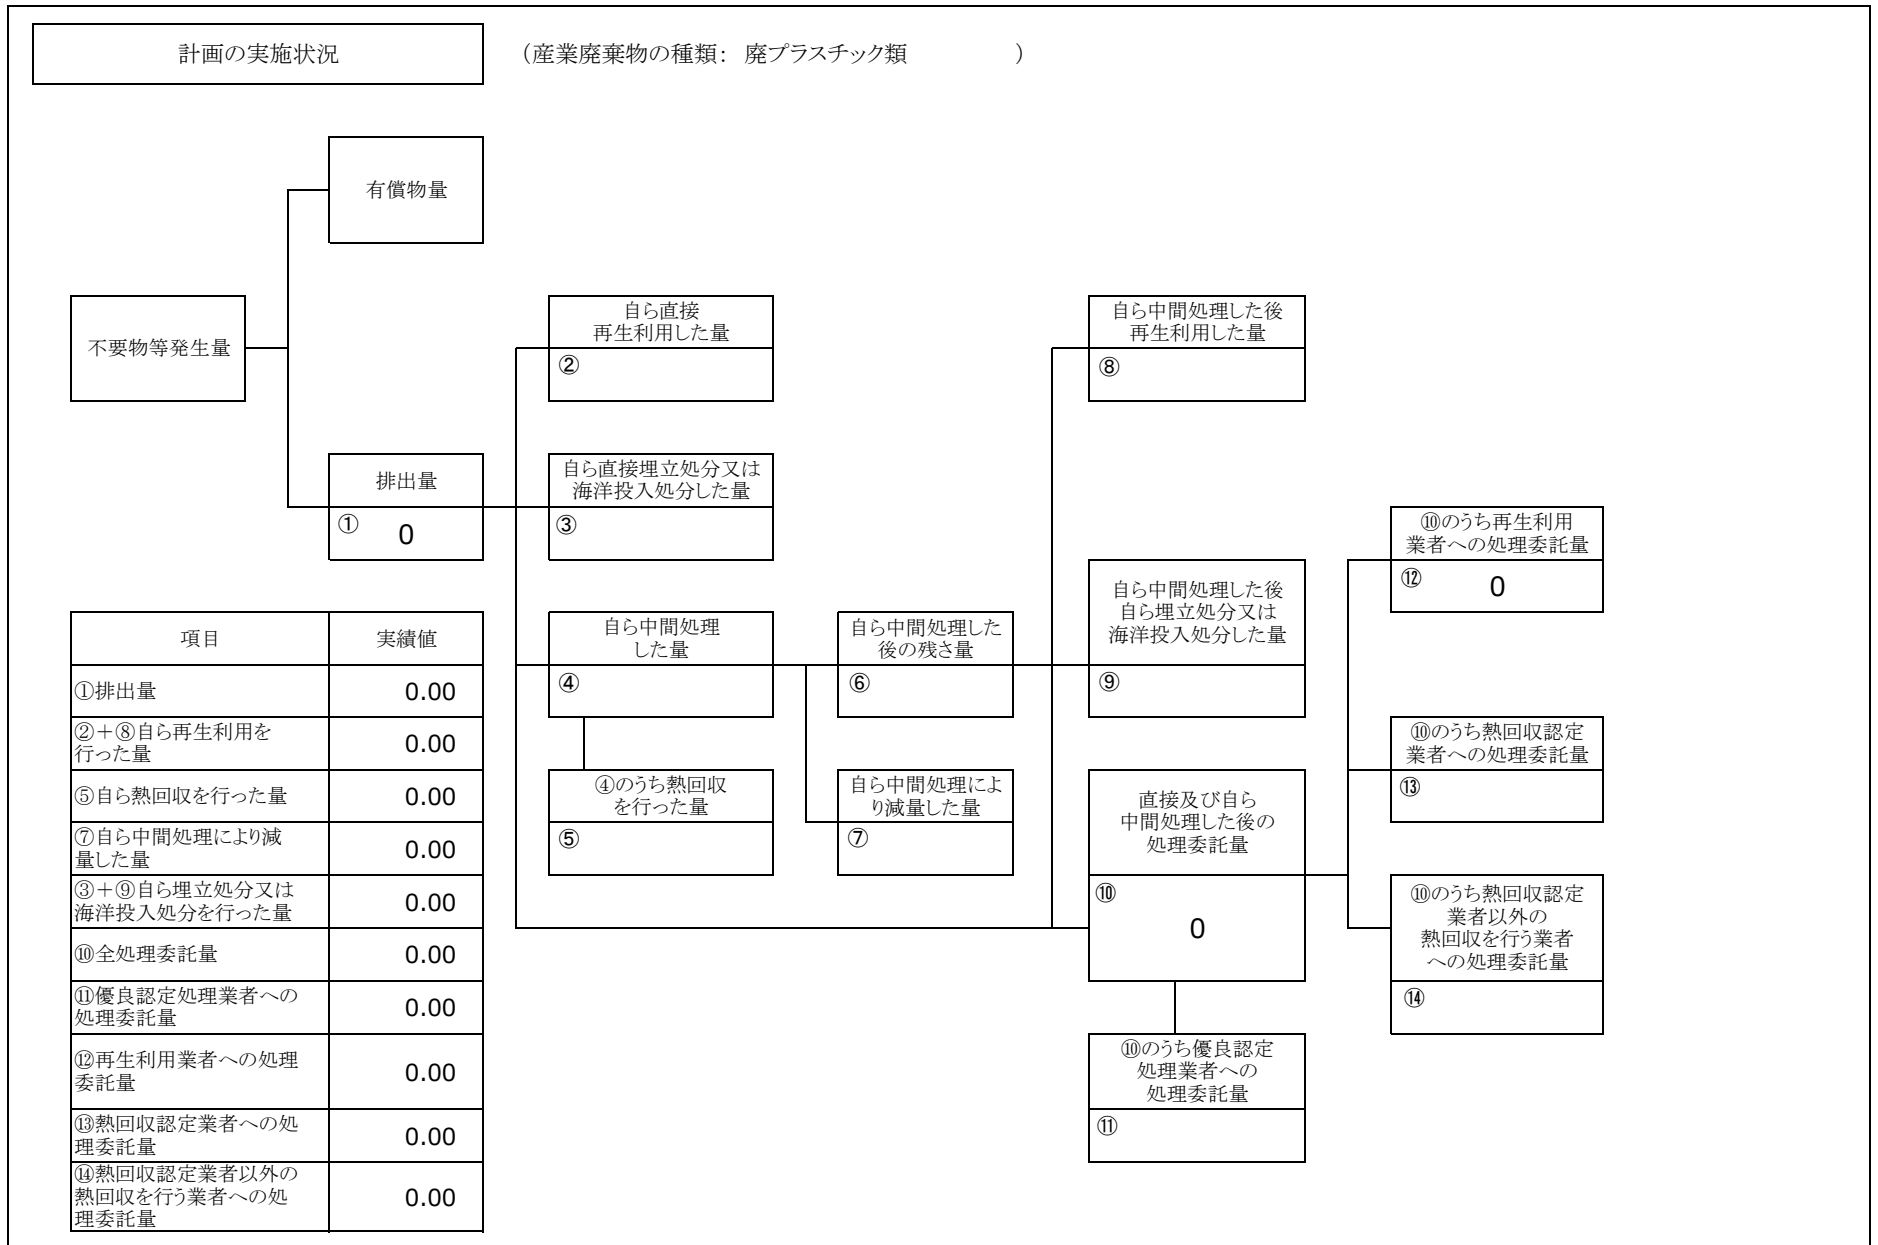 計画の実施状況
（産業廃棄物の種類： 廃プラスチック類 ）
有償物量
不要物等発生量
自ら直接
再生利用した量
②
自ら中間処理した後
再生利用した量
⑧
排出量
① 0
自ら直接埋立処分又は
海洋投入処分した量
③
⑩のうち再生利用
業者への処理委託量
⑫ 0
自ら中間処理した後
自ら埋立処分又は
海洋投入処分した量
⑨
自ら中間処理
した量
④
自ら中間処理した
後の残さ量
⑥
⑩のうち熱回収認定
業者への処理委託量
⑬
④のうち熱回収
を行った量
⑤
自ら中間処理によ
り減量した量
⑦
直接及び自ら
中間処理した後の
処理委託量
⑩
0
⑩のうち熱回収認定
業者以外の
熱回収を行う業者
への処理委託量
⑭
⑩のうち優良認定
処理業者への
処理委託量
⑪
項目 実績値
①排出量 0.00
②＋⑧自ら再生利用を
行った量 0.00
⑤自ら熱回収を行った量 0.00
⑦自ら中間処理により減
量した量 0.00
③＋⑨自ら埋立処分又は
海洋投入処分を行った量 0.00
⑩全処理委託量 0.00
⑪優良認定処理業者への
処理委託量 0.00
⑫再生利用業者への処理
委託量 0.00
⑬熱回収認定業者への処
理委託量 0.00
⑭熱回収認定業者以外の
熱回収を行う業者への処
理委託量 0.00